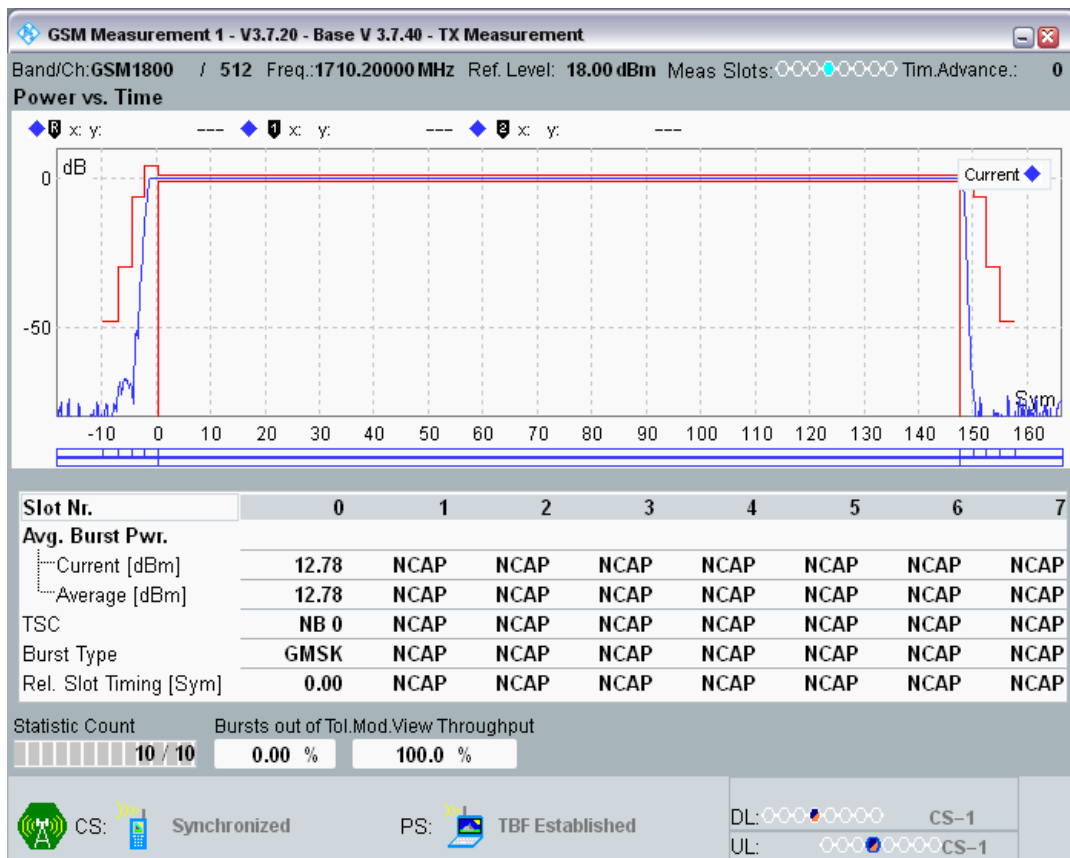 GSM Measurement 1 - V3.7.20 - Base V 3.7.40 - TX Measurement
Band/Ch:GSM1800 / 512 Freq.:1710.20000 MHz Ref. Level: 18.00 dBm Meas Slots: Tim.Advance.: 0
Power vs. Time
R x: y: --- 1 x: y: --- 2 x: y: ---
dB
Current
0
-50
Sym
-10 0 10 20 30 40 50 60 70 80 90 100 110 120 130 140 150 160
Slot Nr. 0 1 2 3 4 5 6 7
Avg. Burst Pwr.
Current [dBm] 12.78 NCAP NCAP NCAP NCAP NCAP NCAP NCAP
Average [dBm] 12.78 NCAP NCAP NCAP NCAP NCAP NCAP NCAP
TSC NB 0 NCAP NCAP NCAP NCAP NCAP NCAP NCAP
Burst Type GMSK NCAP NCAP NCAP NCAP NCAP NCAP NCAP
Rel. Slot Timing [Sym] 0.00 NCAP NCAP NCAP NCAP NCAP NCAP NCAP
Statistic Count Bursts out of Tol.Mod.View Throughput
10 / 10 0.00 % 100.0 %
CS: Synchronized PS: TBF Established
DL: CS-1
UL: CS-1